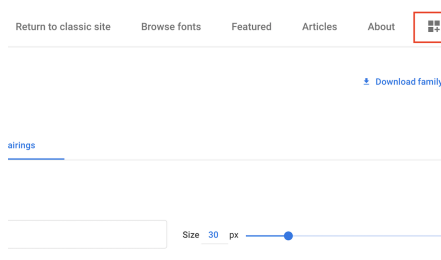 Return to classic site Browse fonts Featured Articles About
Download family
airings
Size 30 px